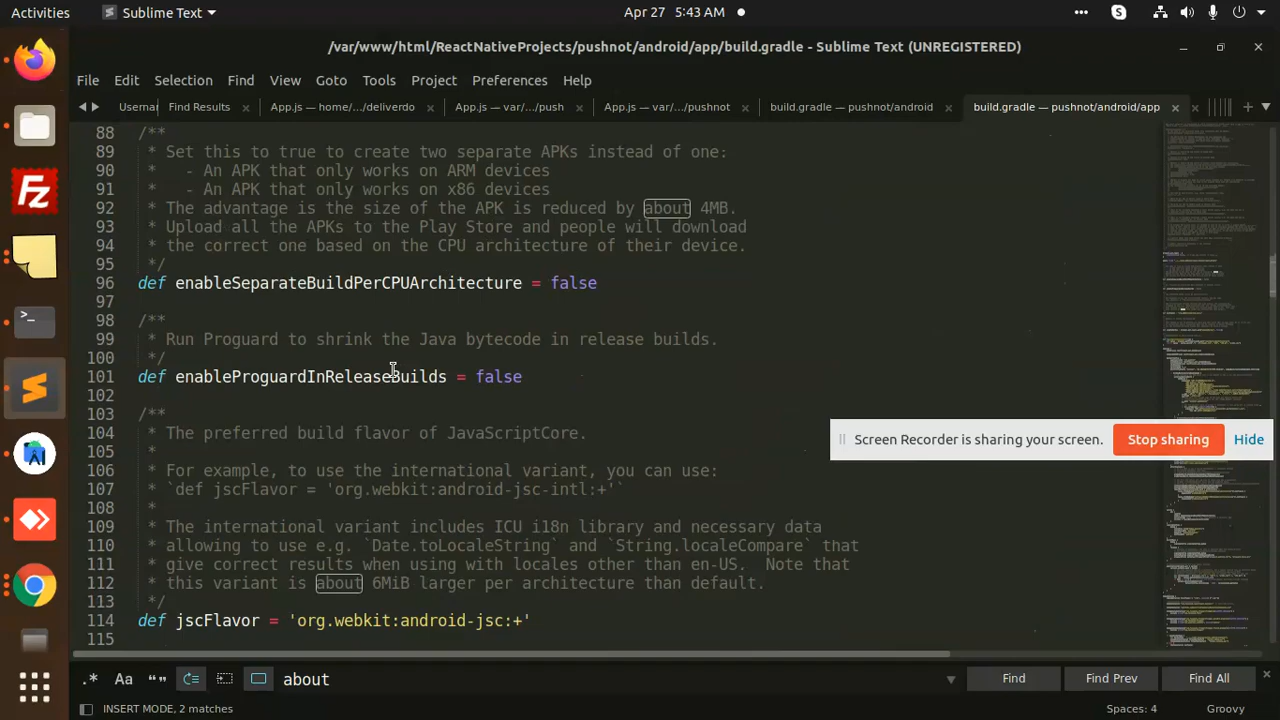 Activities
Sublime Text
Apr 27 5:43 AM
/var/www/html/ReactNativeProjects/pushnot/android/app/build.gradle - Sublime Text (UNREGISTERED)
File Edit Selection Find View Goto Tools Project Preferences Help
Usernar
Find Results
App.js — home/.../deliverdo
App.js — var/.../push
App.js — var/.../pushnot
build.gradle — pushnot/android
build.gradle — pushnot/android/app
88 /**
89 * Set this to true to create two separate APKs instead of one:
90 *   - An APK that only works on ARM devices
91 *   - An APK that only works on x86 devices
92 * The advantage is the size of the APK is reduced by about 4MB.
93 * Upload all the APKs to the Play Store and people will download
94 * the correct one based on the CPU architecture of their device.
95 */
96 def enableSeparateBuildPerCPUArchitecture = false
97
98 /**
99 * Run Proguard to shrink the Java bytecode in release builds.
100 */
101 def enableProguardInReleaseBuilds = false
102
103 /**
104 * The preferred build flavor of JavaScriptCore.
105 *
106 * For example, to use the international variant, you can use:
107 * `def jscFlavor = 'org.webkit:android-jsc-intl:+'`
108 *
109 * The international variant includes ICU i18n library and necessary data
110 * allowing to use e.g. `Date.toLocaleString` and `String.localeCompare` that
111 * give correct results when using with locales other than en-US.  Note that
112 * this variant is about 6MiB larger per architecture than default.
113 */
114 def jscFlavor = 'org.webkit:android-jsc:+'
115
Screen Recorder is sharing your screen.
Stop sharing
Hide
.* Aa
about
Find
Find Prev
Find All
INSERT MODE, 2 matches
Spaces: 4
Groovy